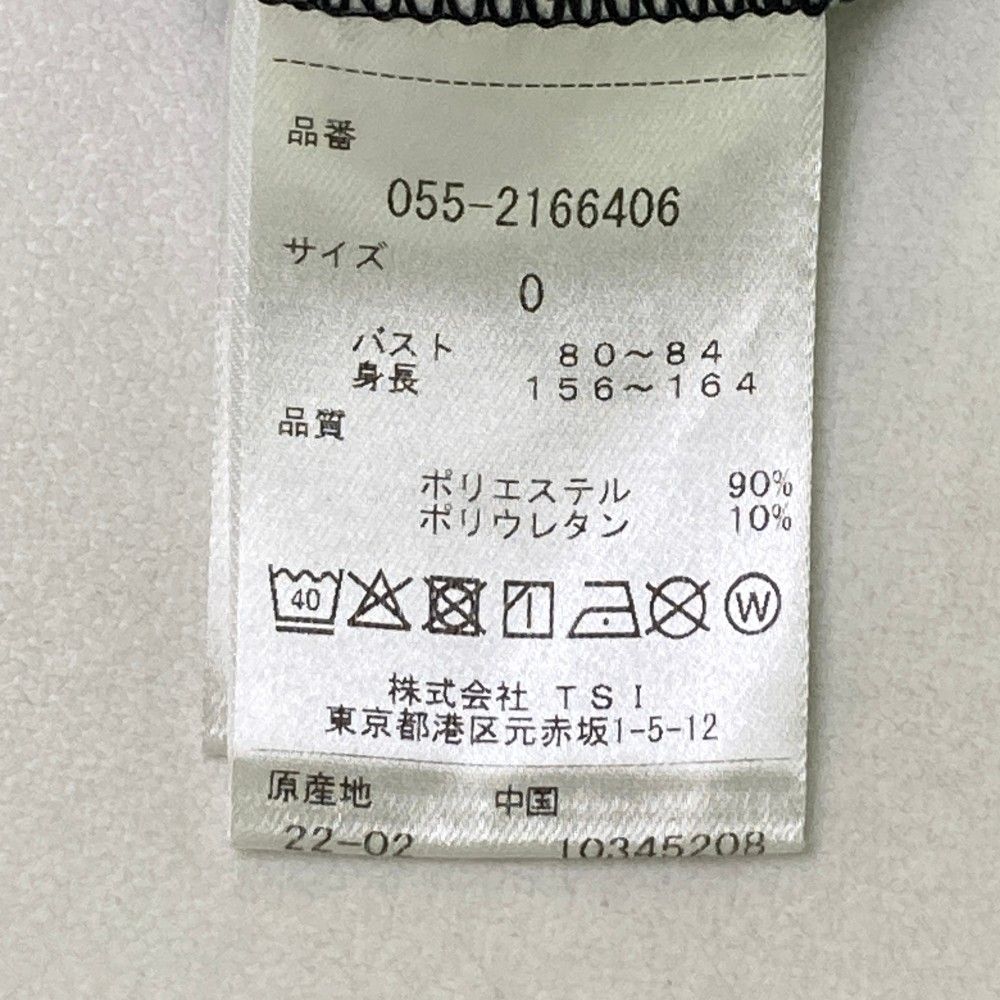 品番
055-2166406
サイズ
0
バスト 80～84
身長 156～164
品質
ポリエステル 90%
ポリウレタン 10%
40 W
株式会社 TSI
東京都港区元赤坂1-5-12
原産地 中国
22-02 10345208